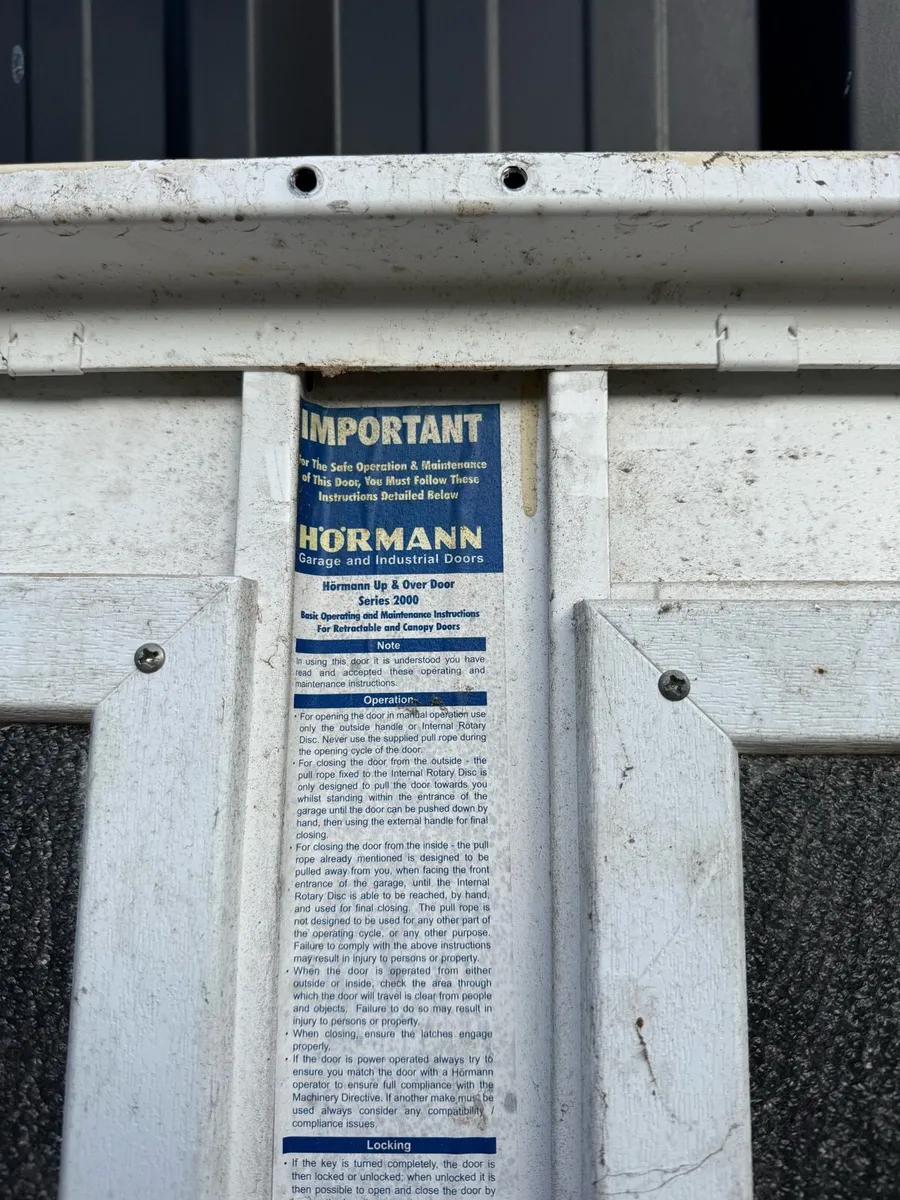 IMPORTANT
or The Safe Operation & Maintenance
of This Door, You Must Follow These
Instructions Detailed Below
HÖRMANN
Garage and Industrial Doors
Hörmann Up & Over Door
Series 2000
Basic Operating and Maintenance Instructions
For Retractable and Canopy Doors
Note
In using this door it is understood you have
read and accepted these operating and
maintenance instructions.
Operation
· For opening the door in manual operation use
only the outside handle or Internal Rotary
Disc. Never use the supplied pull rope during
the opening cycle of the door.
· For closing the door from the outside - the
pull rope fixed to the Internal Rotary Disc is
only designed to pull the door towards you
whilst standing within the entrance of the
garage until the door can be pushed down by
hand, then using the external handle for final
closing.
· For closing the door from the inside - the pull
rope already mentioned is designed to be
pulled away from you, when facing the front
entrance of the garage, until the Internal
Rotary Disc is able to be reached, by hand,
and used for final closing. The pull rope is
not designed to be used for any other part of
the operating cycle, or any other purpose.
Failure to comply with the above instructions
may result in injury to persons or property.
· When the door is operated from either
outside or inside, check the area through
which the door will travel is clear from people
and objects. Failure to do so may result in
injury to persons or property.
· When closing, ensure the latches engage
properly.
· If the door is power operated always try to
ensure you match the door with a Hörmann
operator to ensure full compliance with the
Machinery Directive. If another make must be
used always consider any compatibility /
compliance issues.
Locking
· If the key is turned completely, the door is
then locked or unlocked; when unlocked it is
then possible to open and close the door by